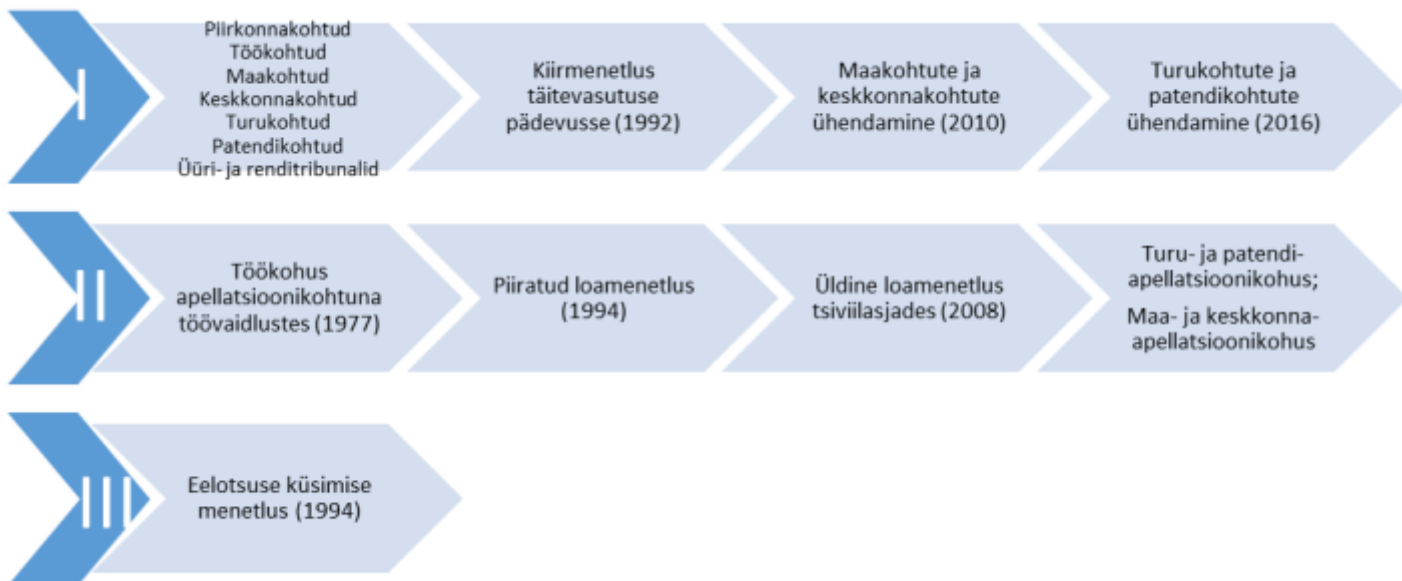 I
Piirkonnakohtud
Töökohtud
Maakohtud
Keskkonnakohtud
Turukohtud
Patendikohtud
Üüri- ja renditribunalid
Kiirmenetlus
täitevasutuse
pädevusse (1992)
Maakohtute ja
keskkonnakohtute
ühendamine (2010)
Turukohtute ja
patendikohtute
ühendamine (2016)
II
Töökohus
apellatsioonikohtuna
töövaidlustes (1977)
Piiratud loamenetlus
(1994)
Üldine loamenetlus
tsiviilasjades (2008)
Turu- ja patendi-
apellatsioonikohus;
Maa- ja keskkonna-
apellatsioonikohus
III
Eelotsuse küsimise
menetlus (1994)